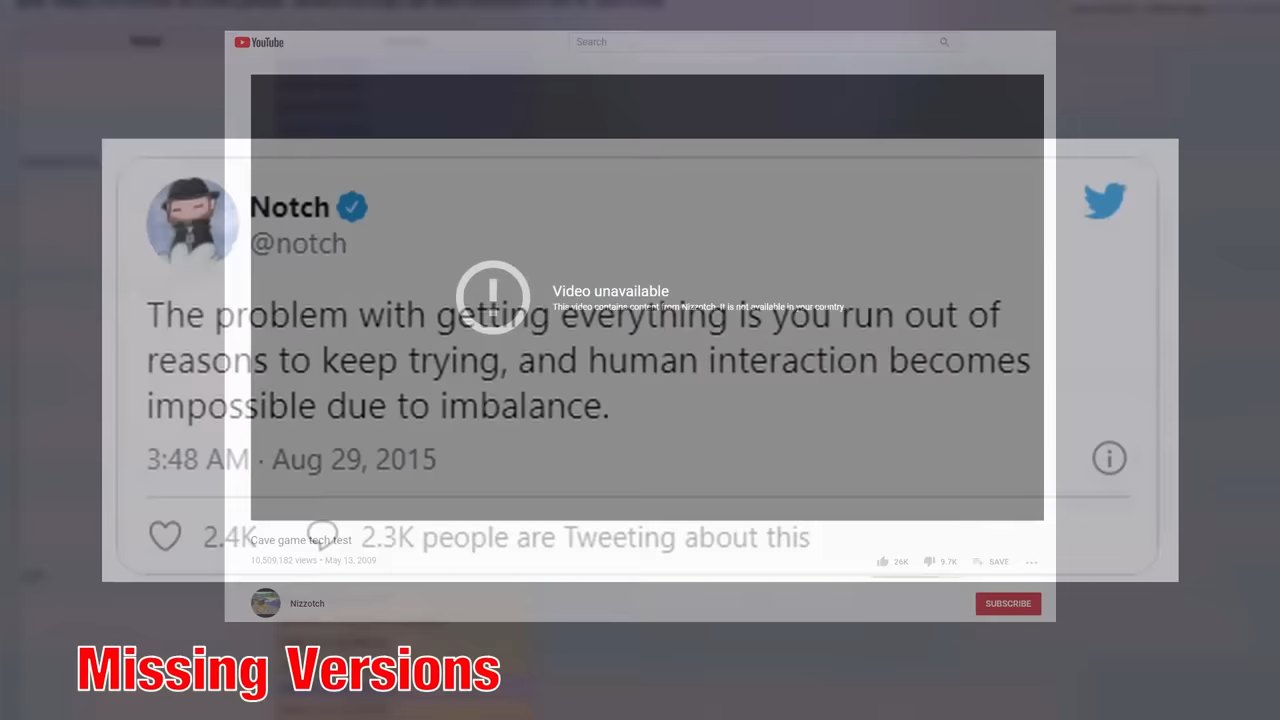 YouTube
Search
Notch
@notch
Video unavailable
This video contains content from Nizzotch. It is not available in your country
The problem with getting everything is you run out of
reasons to keep trying, and human interaction becomes
impossible due to imbalance.
3:48 AM · Aug 29, 2015
2.4K 2.3K people are Tweeting about this
Cave game tech test
10,509,182 views • May 13, 2009
26K 9.7K SAVE
Nizzotch
SUBSCRIBE
Missing Versions